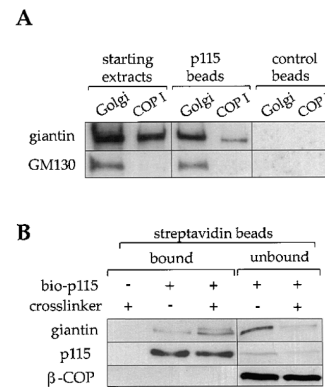 A
starting extracts p115 beads control beads
Golgi COP I Golgi COP I Golgi COP I
giantin
GM130
B
streptavidin beads
bound unbound
bio-p115 - + + + +
crosslinker + - + - +
giantin
p115
β-COP